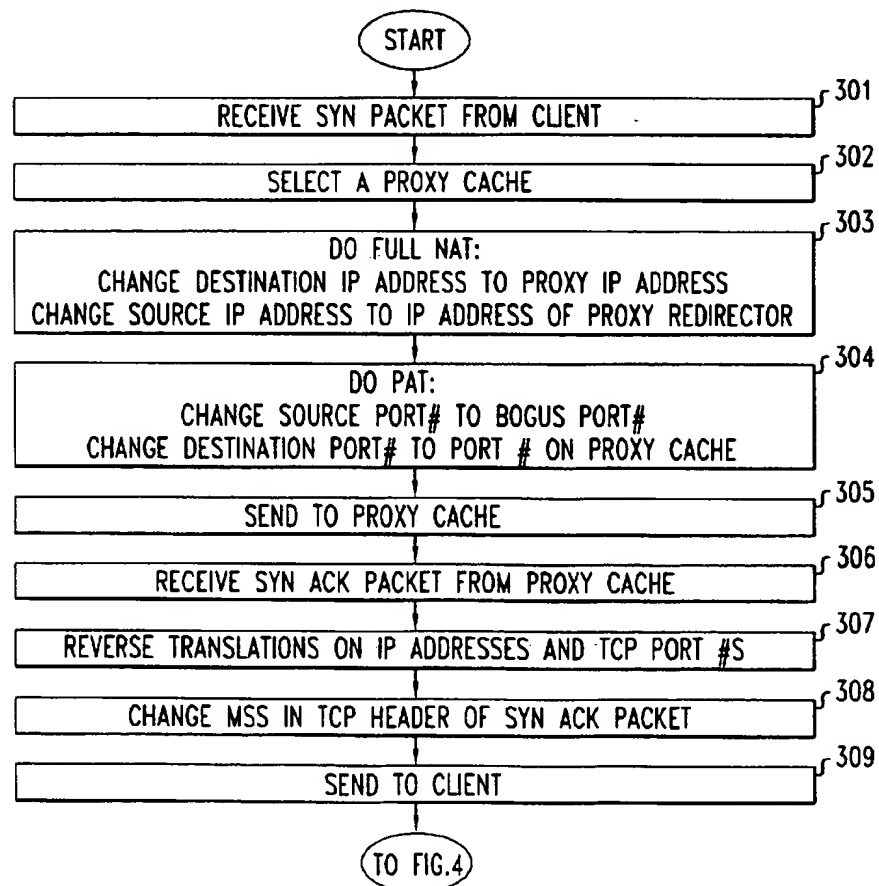 START
301
RECEIVE SYN PACKET FROM CLIENT
302
SELECT A PROXY CACHE
303
DO FULL NAT:
CHANGE DESTINATION IP ADDRESS TO PROXY IP ADDRESS
CHANGE SOURCE IP ADDRESS TO IP ADDRESS OF PROXY REDIRECTOR
304
DO PAT:
CHANGE SOURCE PORT# TO BOGUS PORT#
CHANGE DESTINATION PORT# TO PORT # ON PROXY CACHE
305
SEND TO PROXY CACHE
306
RECEIVE SYN ACK PACKET FROM PROXY CACHE
307
REVERSE TRANSLATIONS ON IP ADDRESSES AND TCP PORT #S
308
CHANGE MSS IN TCP HEADER OF SYN ACK PACKET
309
SEND TO CLIENT
TO FIG.4